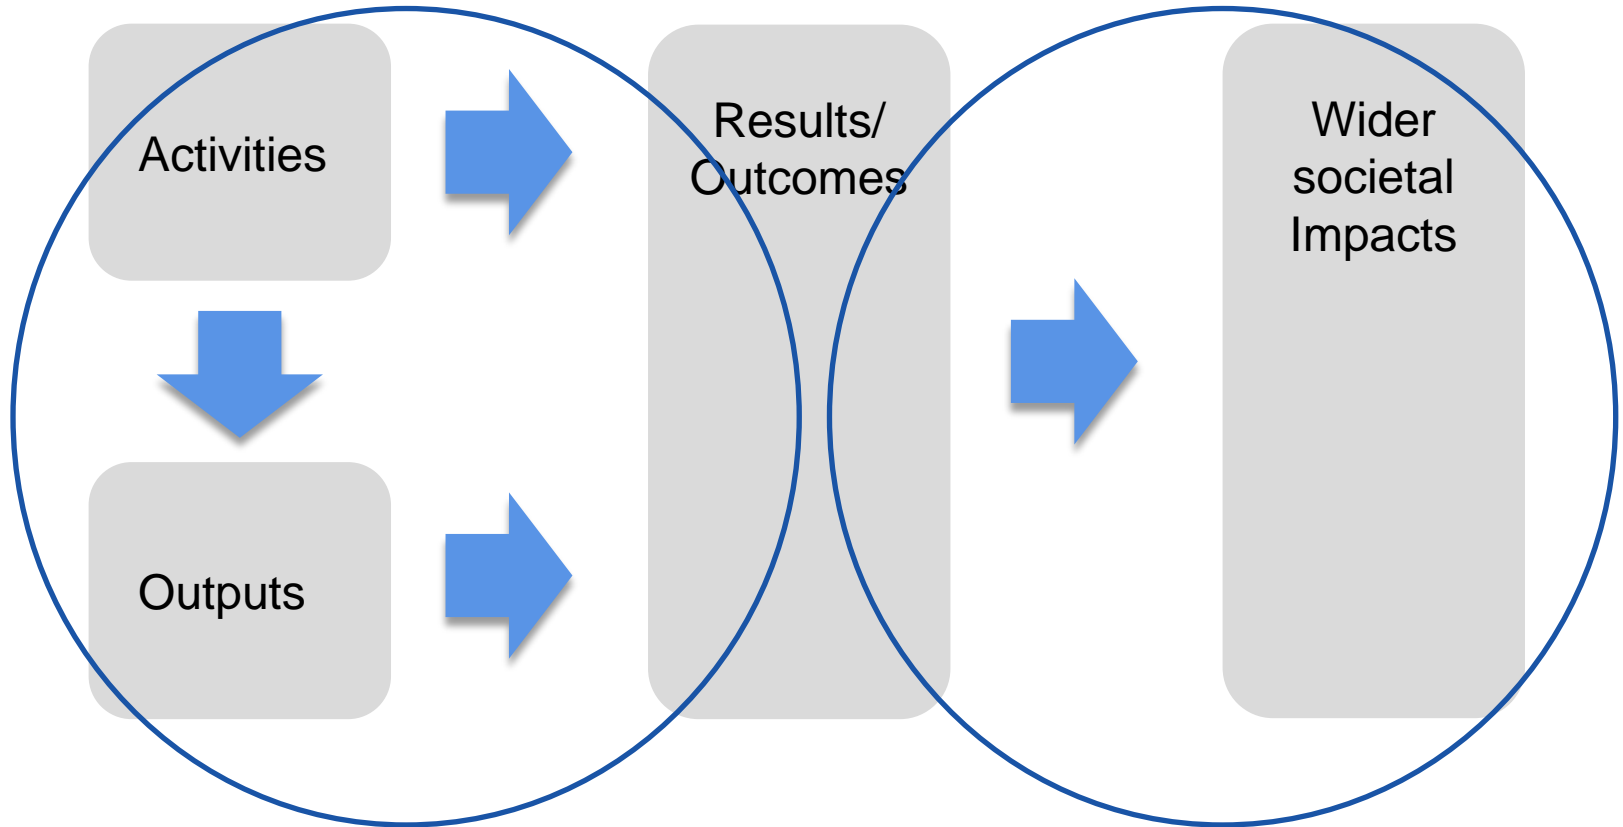 Activities
Outputs
Results/
Outcomes
Wider
societal
Impacts